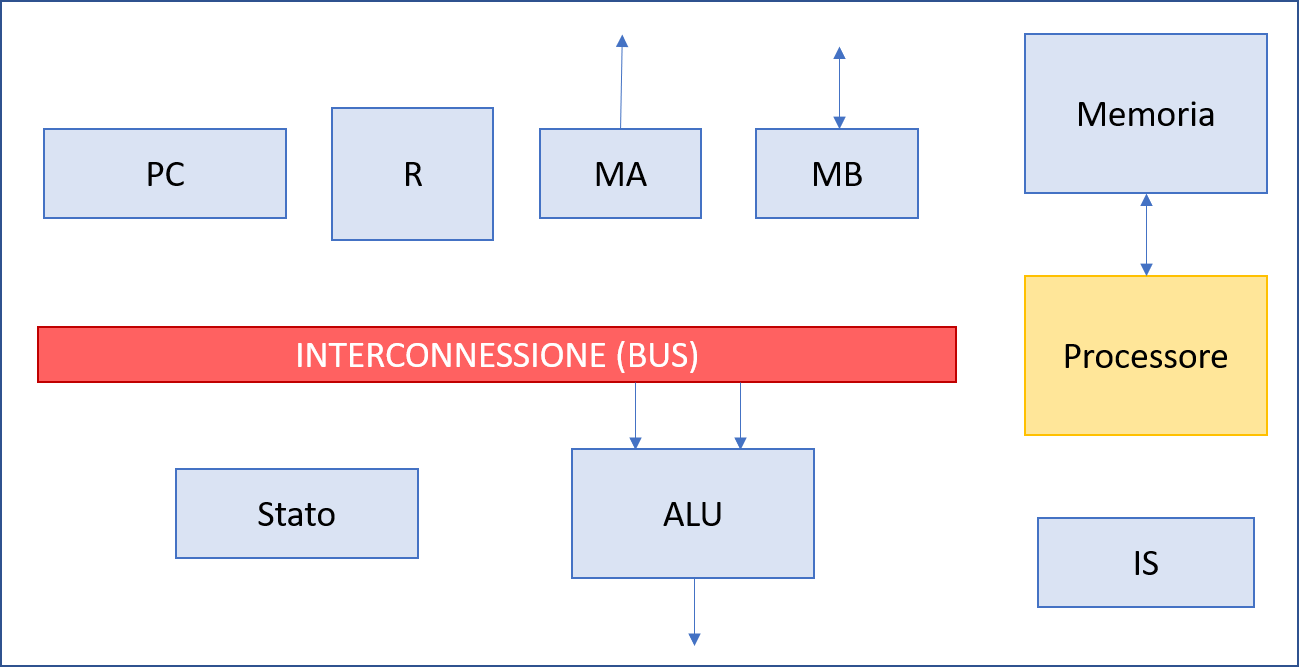 PC
R
MA
MB
Memoria
INTERCONNESSIONE (BUS)
Processore
Stato
ALU
IS